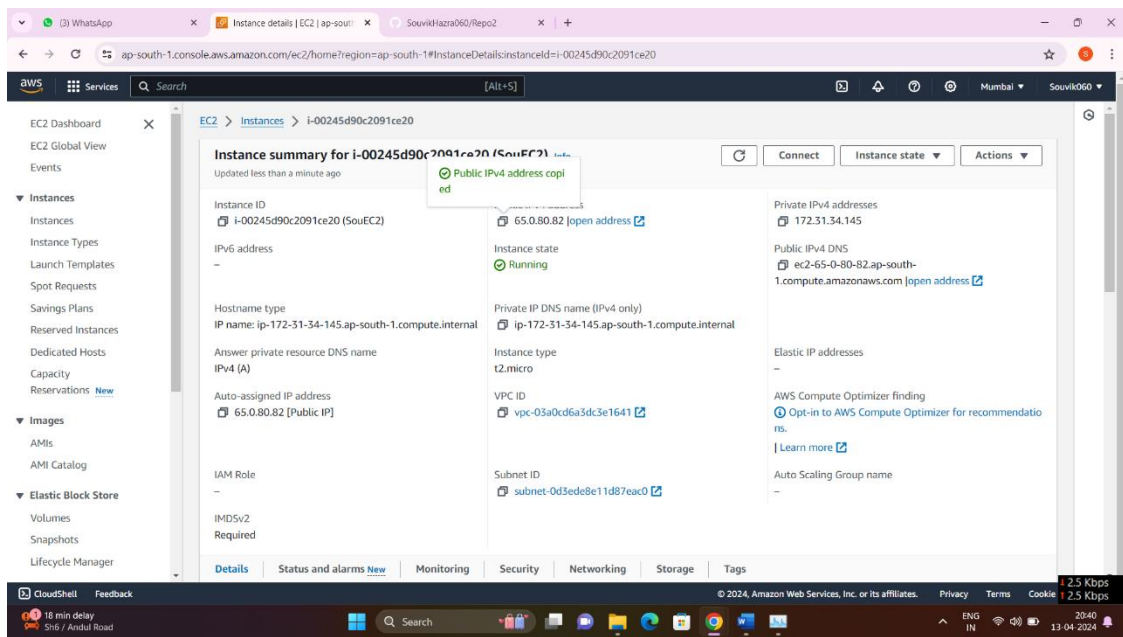 (3) WhatsApp
Instance details | EC2 | ap-sout
SouvikHazra060/Repo2
ap-south-1.console.aws.amazon.com/ec2/home?region=ap-south-1#InstanceDetails:instanceId=i-00245d90c2091ce20
S
aws
Services
Search
[Alt+S]
Mumbai
Souvik060
EC2 Dashboard
EC2 Global View
Events
Instances
Instances
Instance Types
Launch Templates
Spot Requests
Savings Plans
Reserved Instances
Dedicated Hosts
Capacity
Reservations New
Images
AMIs
AMI Catalog
Elastic Block Store
Volumes
Snapshots
Lifecycle Manager
EC2 > Instances > i-00245d90c2091ce20
Instance summary for i-00245d90c2091ce20 (SouEC2) Info
Updated less than a minute ago
Connect
Instance state
Actions
Public IPv4 address copi
ed
Instance ID
i-00245d90c2091ce20 (SouEC2)
65.0.80.82 |open address
Private IPv4 addresses
172.31.34.145
IPv6 address
–
Instance state
Running
Public IPv4 DNS
ec2-65-0-80-82.ap-south-
1.compute.amazonaws.com |open address
Hostname type
IP name: ip-172-31-34-145.ap-south-1.compute.internal
Private IP DNS name (IPv4 only)
ip-172-31-34-145.ap-south-1.compute.internal
Answer private resource DNS name
IPv4 (A)
Instance type
t2.micro
Elastic IP addresses
–
Auto-assigned IP address
65.0.80.82 [Public IP]
VPC ID
vpc-03a0cd6a3dc3e1641
AWS Compute Optimizer finding
Opt-in to AWS Compute Optimizer for recommendatio
ns.
| Learn more
IAM Role
–
Subnet ID
subnet-0d3ede8e11d87eac0
Auto Scaling Group name
–
IMDSv2
Required
Details
Status and alarms New
Monitoring
Security
Networking
Storage
Tags
CloudShell
Feedback
© 2024, Amazon Web Services, Inc. or its affiliates.
Privacy
Terms
Cookie
2.5 Kbps
2.5 Kbps
18 min delay
Sh6 / Andul Road
Search
ENG
IN
20:40
13-04-2024